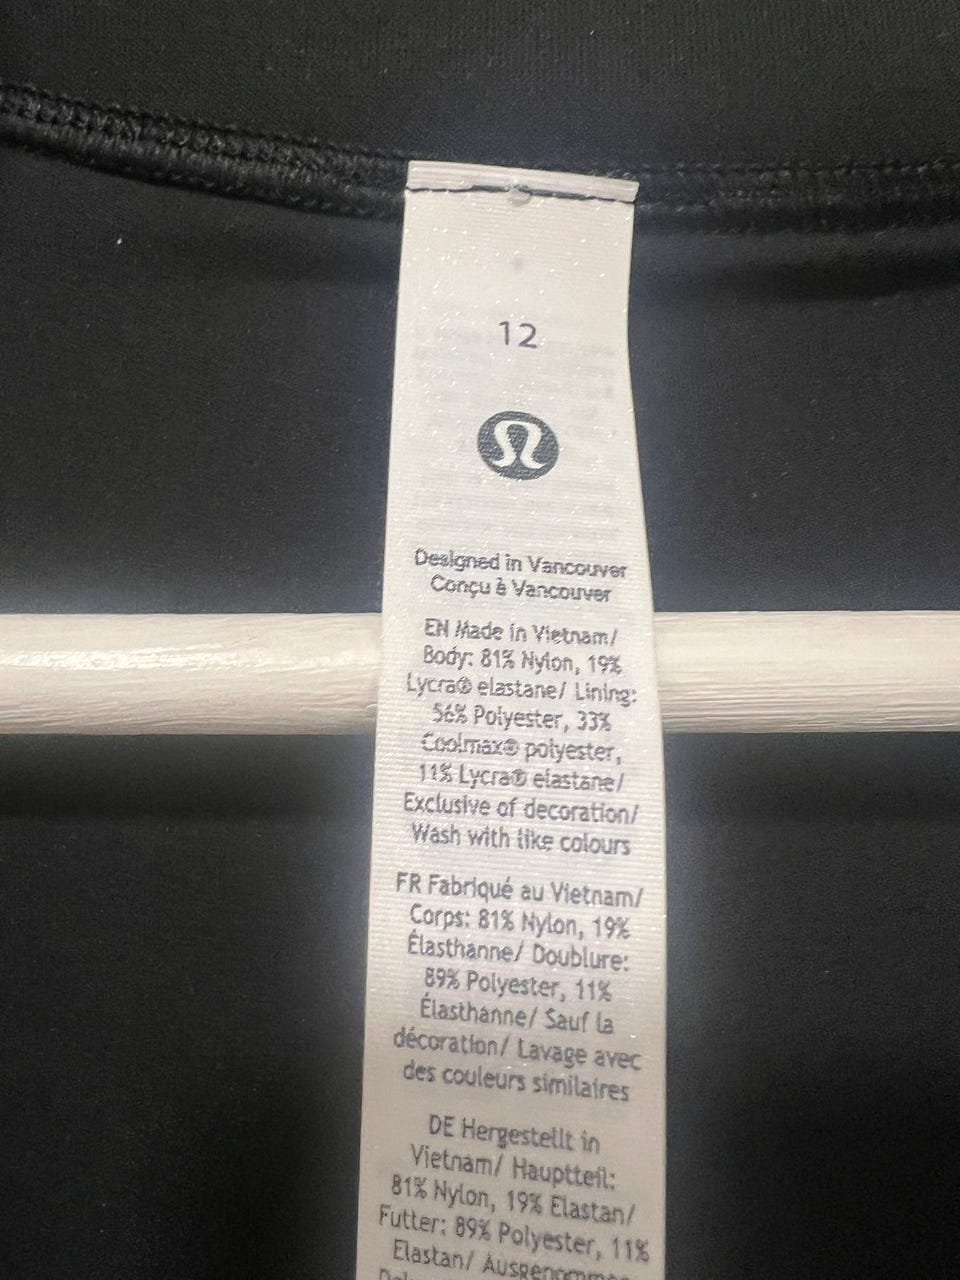 12
Designed in Vancouver
Conçu à Vancouver
EN Made in Vietnam/
Body: 81% Nylon, 19%
Lycra® elastane/ Lining:
56% Polyester, 33%
Coolmax® polyester,
11% Lycra® elastane/
Exclusive of decoration/
Wash with like colours
FR Fabriqué au Vietnam/
Corps: 81% Nylon, 19%
Élasthanne/ Doublure:
89% Polyester, 11%
Élasthanne/ Sauf la
décoration/ Lavage avec
des couleurs similaires
DE Hergestellt in
Vietnam/ Hauptteil:
81% Nylon, 19% Elastan/
Futter: 89% Polyester, 11%
Elastan/